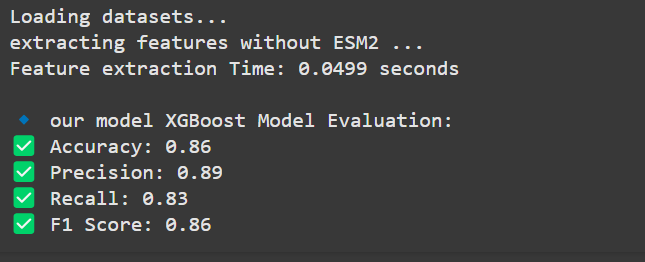 Loading datasets...
extracting features without ESM2 ...
Feature extraction Time: 0.0499 seconds
🔹 our model XGBoost Model Evaluation:
✅ Accuracy: 0.86
✅ Precision: 0.89
✅ Recall: 0.83
✅ F1 Score: 0.86